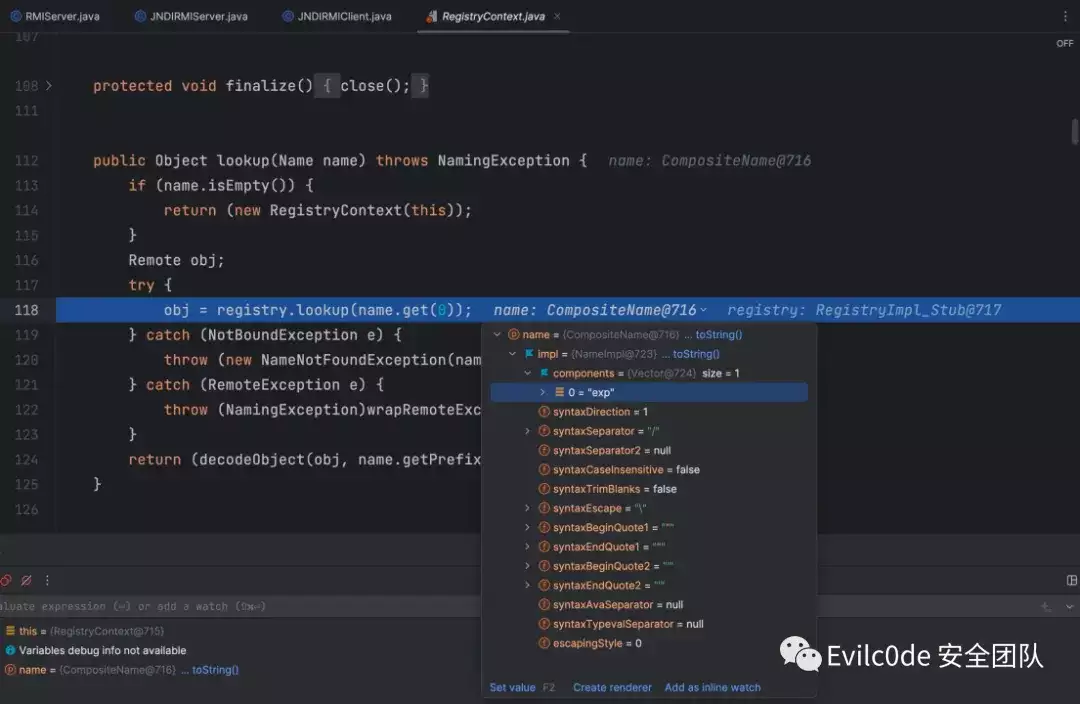 RMIServer.java JNDIRMIServer.java JNDIRMIClient.java RegistryContext.java ×
107
OFF
108 protected void finalize() { close(); }
111
112 public Object lookup(Name name) throws NamingException { name: CompositeName@716
113 if (name.isEmpty()) {
114 return (new RegistryContext(this));
115 }
116 Remote obj;
117 try {
118 obj = registry.lookup(name.get(0)); name: CompositeName@716 registry: RegistryImpl_Stub@717
119 } catch (NotBoundException e) {
120 throw (new NameNotFoundException(nam
121 } catch (RemoteException e) {
122 throw (NamingException)wrapRemoteExc
123 }
124 return (decodeObject(obj, name.getPrefix
125 }
126
name = {CompositeName@716} ... toString()
impl = {NameImpl@723} ... toString()
components = {Vector@724} size = 1
0 = "exp"
syntaxDirection = 1
syntaxSeparator = "/"
syntaxSeparator2 = null
syntaxCaseInsensitive = false
syntaxTrimBlanks = false
syntaxEscape = "\"
syntaxBeginQuote1 = """
syntaxEndQuote1 = """
syntaxBeginQuote2 = "'"
syntaxEndQuote2 = "'"
syntaxAvaSeparator = null
syntaxTypevalSeparator = null
escapingStyle = 0
Set value F2 Create renderer Add as inline watch
aluate expression (⏎) or add a watch (⇧⌘⏎)
this = {RegistryContext@715}
Variables debug info not available
name = {CompositeName@716} ... toString()
Evilc0de 安全团队